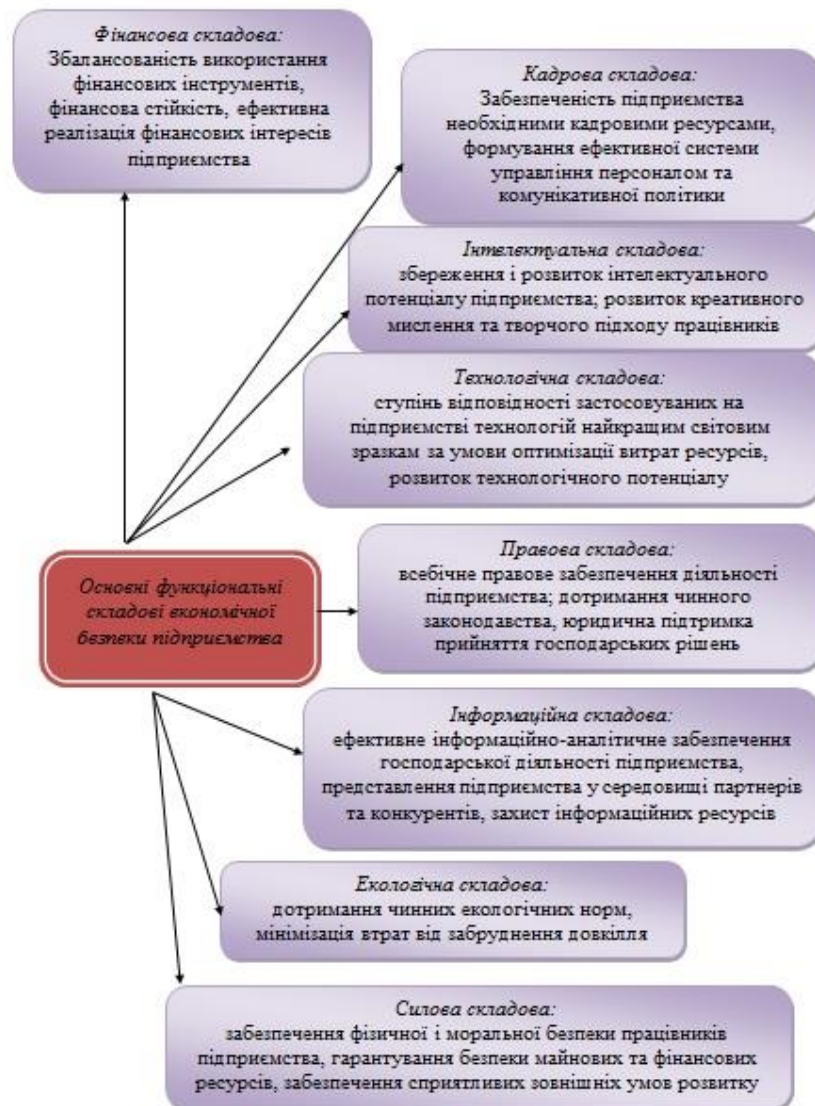 Фінансова складова:
Збалансованість використання
фінансових інструментів,
фінансова стійкість, ефективна
реалізація фінансових інтересів
підприємства
Кадрова складова:
Забезпеченість підприємства
необхідними кадровими ресурсами,
формування ефективної системи
управління персоналом та
комунікативної політики
Інтелектуальна складова:
збереження і розвиток інтелектуального
потенціалу підприємства; розвиток креативного
мислення та творчого підходу працівників
Технологічна складова:
ступінь відповідності застосовуваних на
підприємстві технологій найкращим світовим
зразкам за умови оптимізації витрат ресурсів,
розвиток технологічного потенціалу
Основні функціональні
складові економічної
безпеки підприємства
Правова складова:
всебічне правове забезпечення діяльності
підприємства; дотримання чинного
законодавства, юридична підтримка
прийняття господарських рішень
Інформаційна складова:
ефективне інформаційно-аналітичне забезпечення
господарської діяльності підприємства,
представлення підприємства у середовищі партнерів
та конкурентів, захист інформаційних ресурсів
Екологічна складова:
дотримання чинних екологічних норм,
мінімізація втрат від забруднення довкілля
Силова складова:
забезпечення фізичної і моральної безпеки працівників
підприємства, гарантування безпеки майнових та фінансових
ресурсів, забезпечення сприятливих зовнішніх умов розвитку